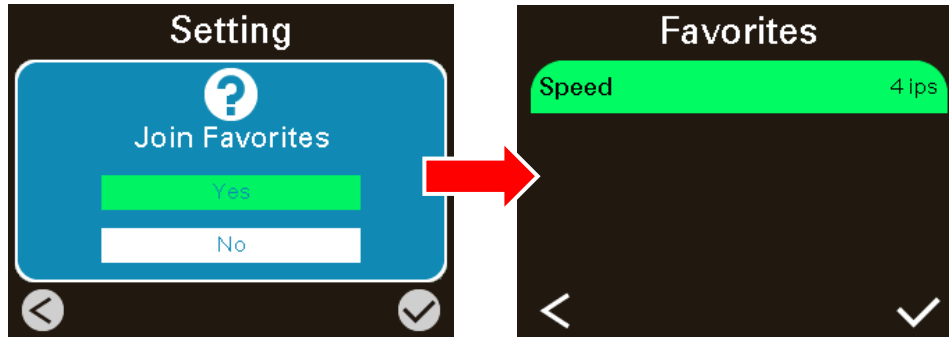 Setting
?
Join Favorites
Yes
No
Favorites
Speed 4 ips